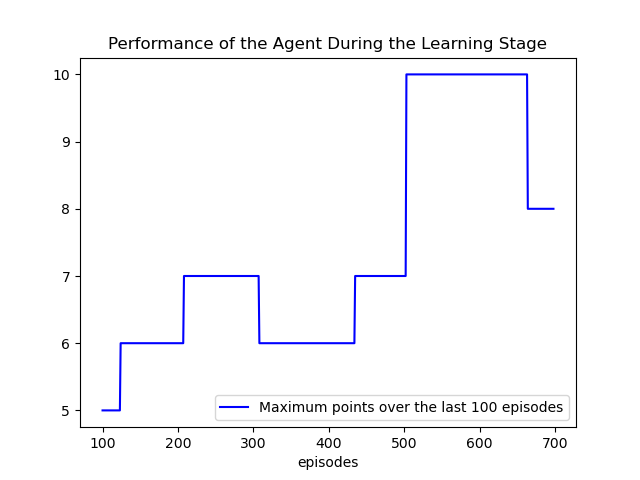 Performance of the Agent During the Learning Stage
10
9
8
7
6
5
Maximum points over the last 100 episodes
100 200 300 400 500 600 700
episodes